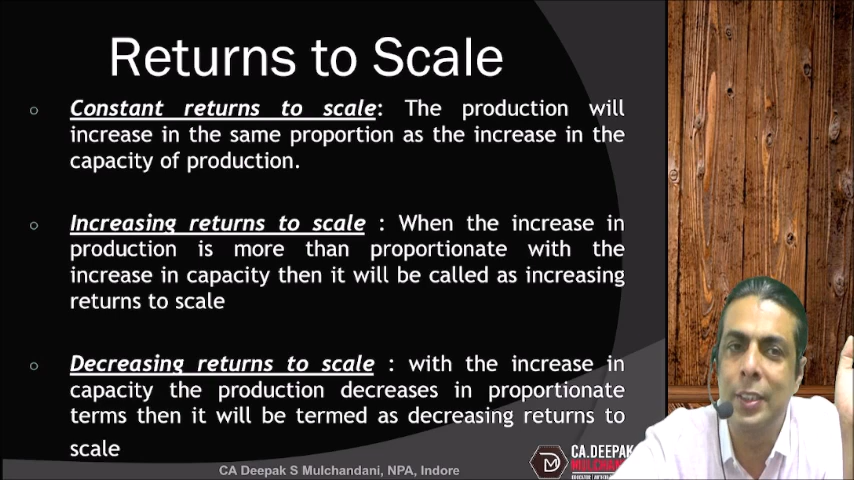 Returns to Scale
○ Constant returns to scale: The production will
increase in the same proportion as the increase in the
capacity of production.
○ Increasing returns to scale : When the increase in
production is more than proportionate with the
increase in capacity then it will be called as increasing
returns to scale
○ Decreasing returns to scale : with the increase in
capacity the production decreases in proportionate
terms then it will be termed as decreasing returns to
scale
CA Deepak S Mulchandani, NPA, Indore
CA.DEEPAK